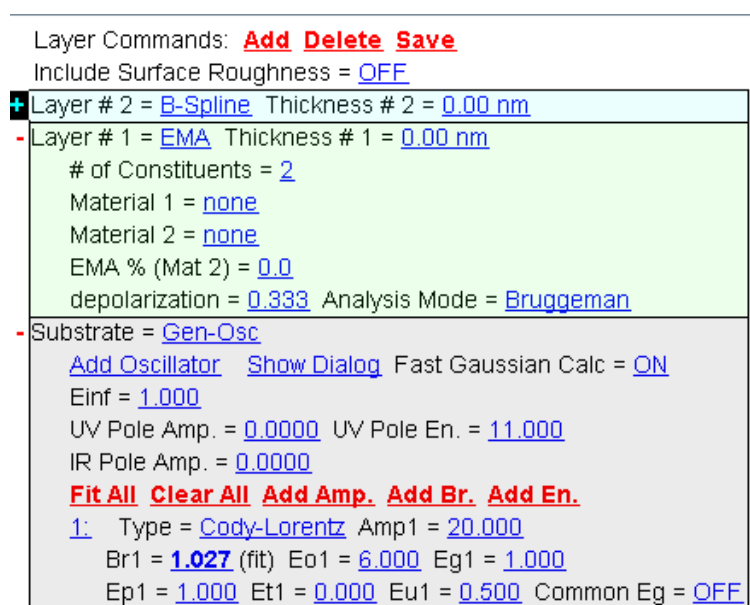 Layer Commands: Add Delete Save
Include Surface Roughness = OFF
+ Layer # 2 = B-Spline Thickness # 2 = 0.00 nm
- Layer # 1 = EMA Thickness # 1 = 0.00 nm
# of Constituents = 2
Material 1 = none
Material 2 = none
EMA % (Mat 2) = 0.0
depolarization = 0.333 Analysis Mode = Bruggeman
- Substrate = Gen-Osc
Add Oscillator Show Dialog Fast Gaussian Calc = ON
Einf = 1.000
UV Pole Amp. = 0.0000 UV Pole En. = 11.000
IR Pole Amp. = 0.0000
Fit All Clear All Add Amp. Add Br. Add En.
1: Type = Cody-Lorentz Amp1 = 20.000
Br1 = 1.027 (fit) Eo1 = 6.000 Eg1 = 1.000
Ep1 = 1.000 Et1 = 0.000 Eu1 = 0.500 Common Eg = OFF